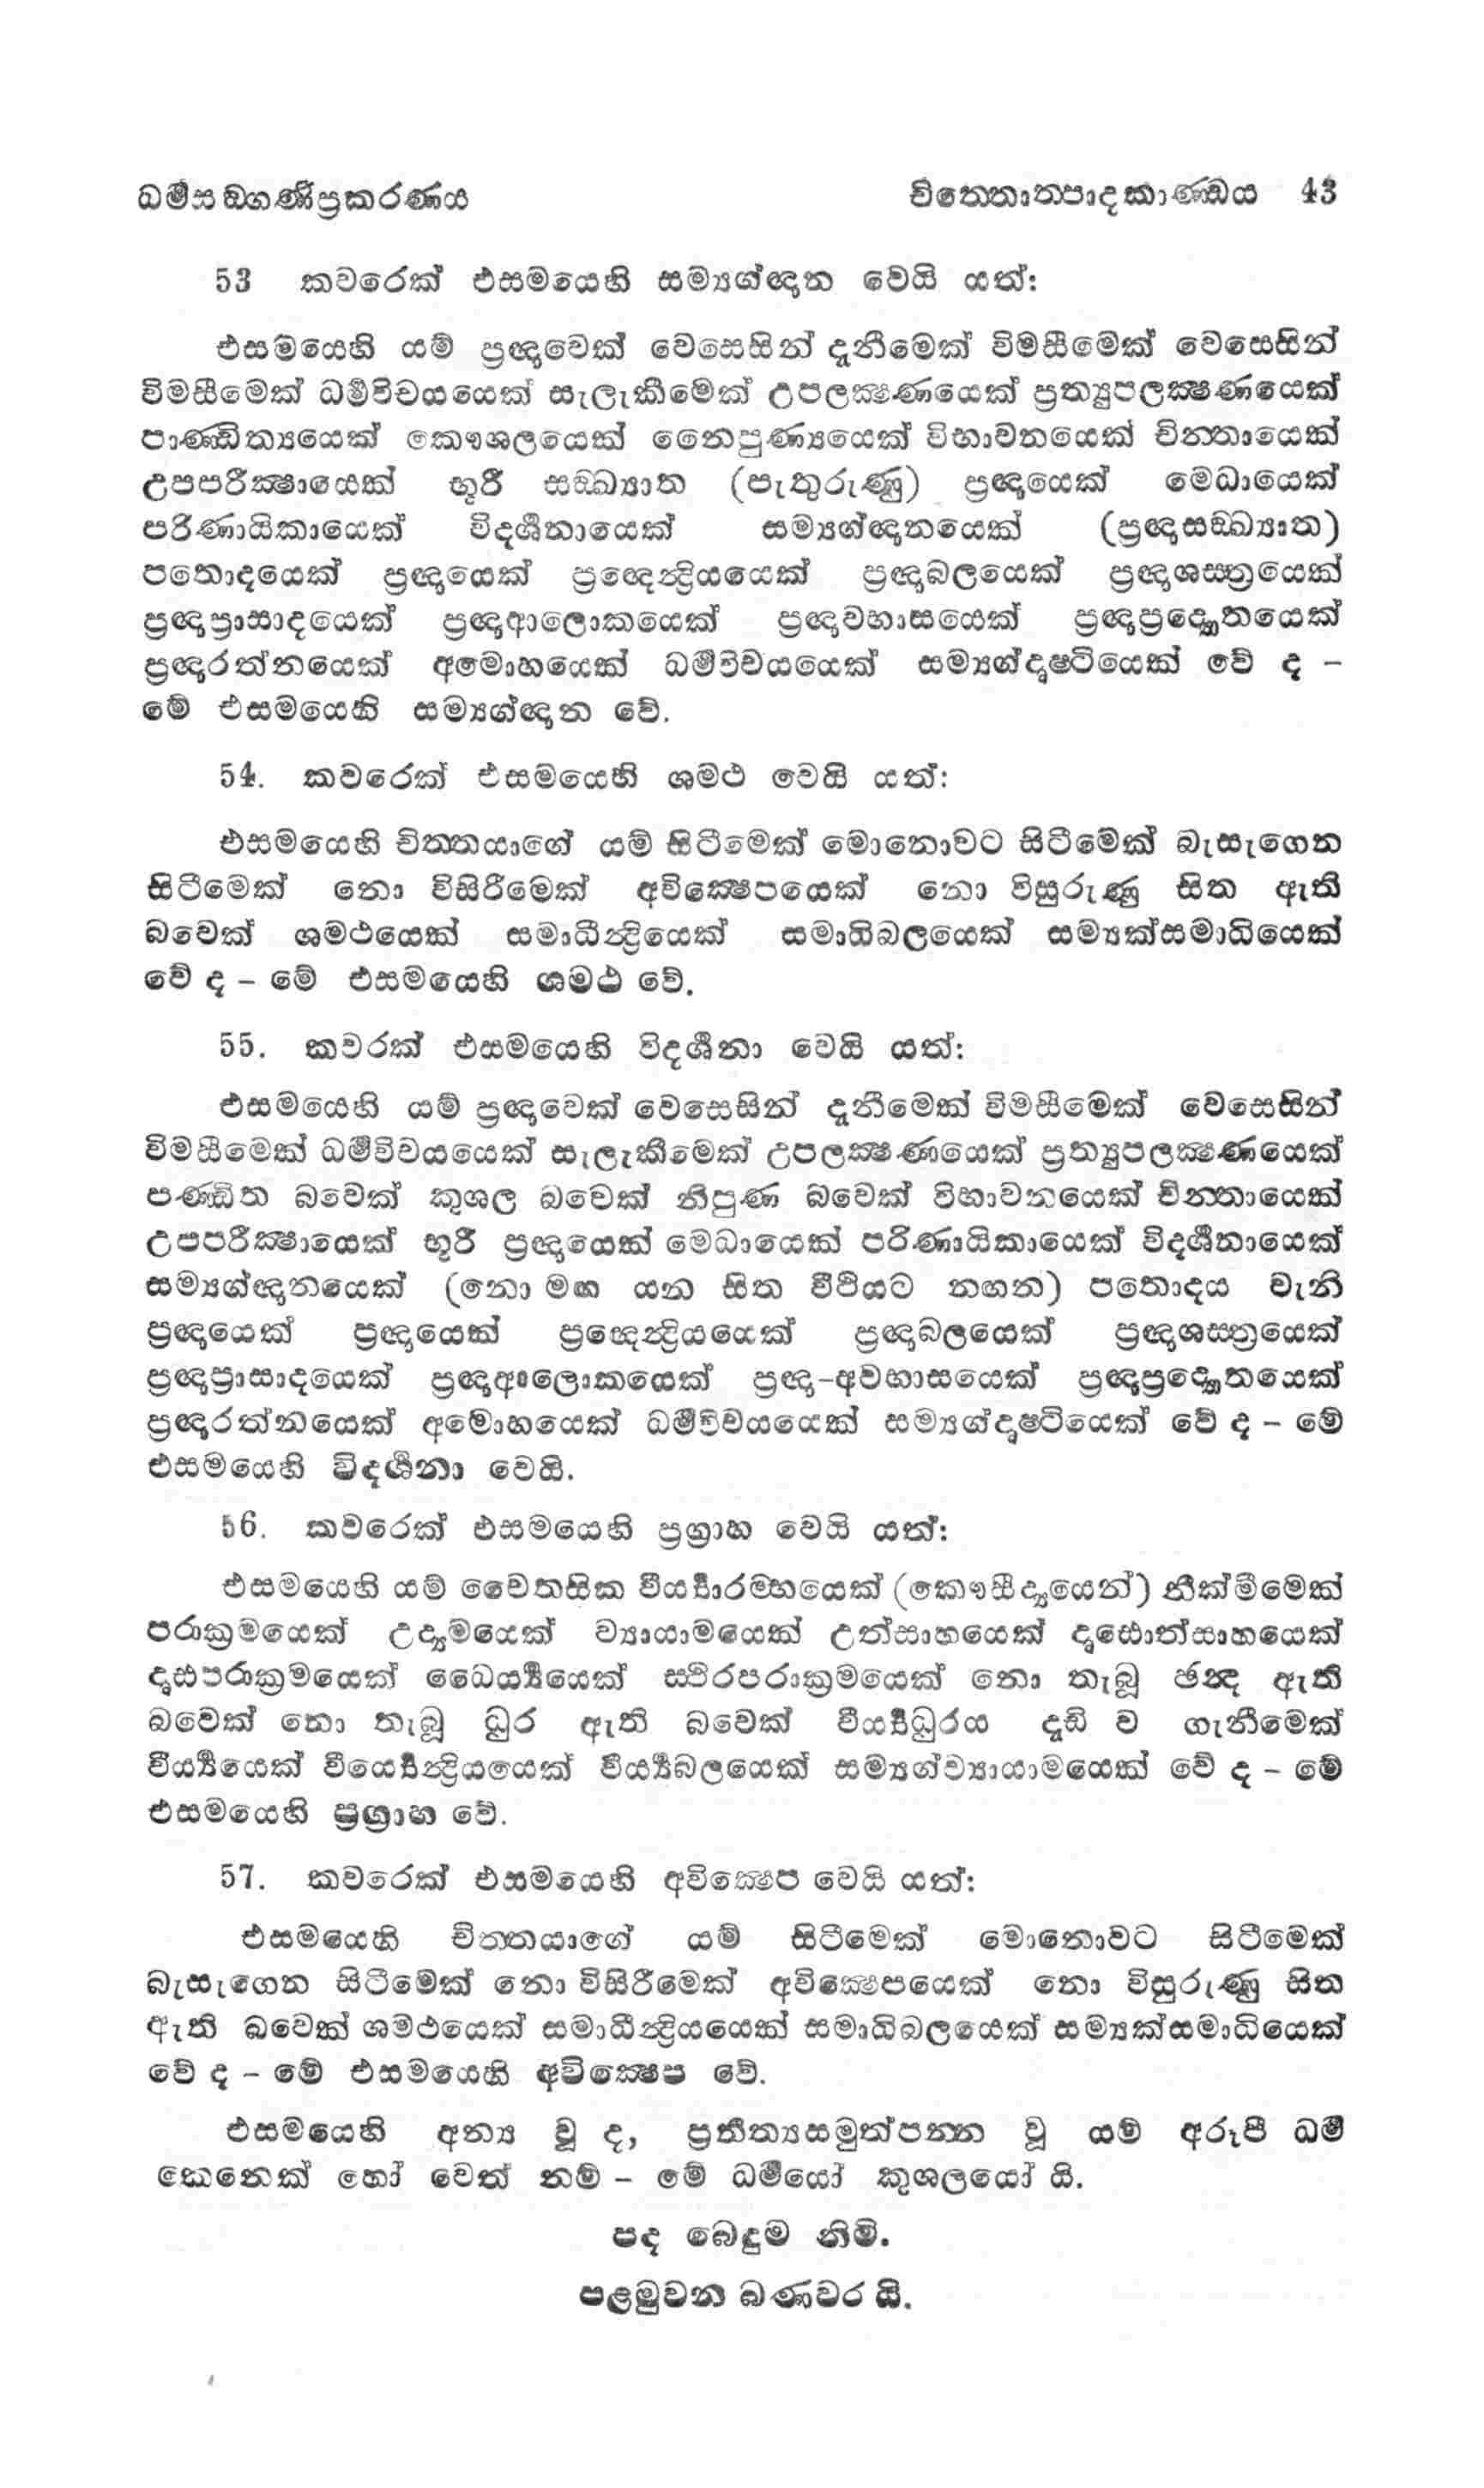 ධර්‍මසඞ්ගණිප්‍රකරණය චිත්තොත්පාදකාණ්ඩය 43
53 කවරෙක් එසමයෙහි සම්‍යග්ඥාන වෙයි යත්:
එසමයෙහි යම් ප්‍රඥාවෙක් වෙසෙසින් දැනීමෙක් විමසීමෙක් වෙසෙසින්
විමසීමෙක් ධර්‍මවිචයයෙක් සැලැකීමෙක් උපලක්‍ෂණයෙක් ප්‍රත්‍යුපලක්‍ෂණයෙක්
පාණ්ඩිත්‍යයෙක් කෞශලයෙක් නෛපුණ්‍යයෙක් විභාවනයෙක් චින්තායෙක්
උපපරීක්‍ෂායෙක් භූරී සඞ්ඛ්‍යාත (පැතුරුණු) ප්‍රඥායෙක් මෙධායෙක්
පරිණායිකායෙක් විදර්‍ශනායෙක් සම්‍යග්ඥානයෙක් (ප්‍රඥාසඞ්ඛ්‍යාත)
පතොදයෙක් ප්‍රඥායෙක් ප්‍රඥෙන්ද්‍රියයෙක් ප්‍රඥාබලයෙක් ප්‍රඥාශස්ත්‍රයෙක්
ප්‍රඥාප්‍රාසාදයෙක් ප්‍රඥාආලොකයෙක් ප්‍රඥාවභාසයෙක් ප්‍රඥාප්‍රද්‍යොතයෙක්
ප්‍රඥාරත්නයෙක් අමොහයෙක් ධර්‍මවිචයයෙක් සම්‍යග්දෘෂ්ටියෙක් වේ ද –
මේ එසමයෙහි සම්‍යග්ඥාන වේ.
54. කවරෙක් එසමයෙහි ශමථ වෙයි යත්:
එසමයෙහි චිත්තයාගේ යම් සිටීමෙක් මොනොවට සිටීමෙක් බැසැගෙන
සිටීමෙක් නො විසිරීමෙක් අවික්‍ෂෙපයෙක් නො විසුරුණු සිත ඇති
බවෙක් ශමථයෙක් සමාධීන්ද්‍රියෙක් සමාධිබලයෙක් සම්‍යක්සමාධියෙක්
වේ ද – මේ එසමයෙහි ශමථ වේ.
55. කවරක් එසමයෙහි විදර්‍ශනා වෙයි යත්:
එසමයෙහි යම් ප්‍රඥාවෙක් වෙසෙසින් දැනීමෙක් විමසීමෙක් වෙසෙසින්
විමසීමෙක් ධර්‍මවිචයයෙක් සැලැකීමෙක් උපලක්‍ෂණයෙක් ප්‍රත්‍යුපලක්‍ෂණයෙක්
පණ්ඩිත බවෙක් කුශල බවෙක් නිපුණ බවෙක් විභාවනයෙක් චින්තායෙක්
උපපරීක්‍ෂායෙක් භූරී ප්‍රඥායෙක් මෙධායෙක් පරිණායිකායෙක් විදර්‍ශනායෙක්
සම්‍යග්ඥානයෙක් (නො මඟ යන සිත වීථියට නඟන) පතොදය වැනි
ප්‍රඥායෙක් ප්‍රඥායෙක් ප්‍රඥෙන්ද්‍රියයෙක් ප්‍රඥාබලයෙක් ප්‍රඥාශස්ත්‍රයෙක්
ප්‍රඥාප්‍රාසාදයෙක් ප්‍රඥාආලොකයෙක් ප්‍රඥා–අවභාසයෙක් ප්‍රඥාප්‍රද්‍යොතයෙක්
ප්‍රඥාරත්නයෙක් අමොහයෙක් ධර්‍මවිචයයෙක් සම්‍යග්දෘෂ්ටියෙක් වේ ද – මේ
එසමයෙහි විදර්‍ශනා වෙයි.
56. කවරෙක් එසමයෙහි ප්‍රග්‍රාහ වෙයි යත්:
එසමයෙහි යම් චෛතසික වීර්‍ය්‍යාරම්භයෙක් (කෞසීද්‍යයෙන්) නික්මීමෙක්
පරාක්‍රමයෙක් උද්‍යමයෙක් ව්‍යායාමයෙක් උත්සාහයෙක් දෘඪොත්සාහයෙක්
දෘඪපරාක්‍රමයෙක් ධෛර්‍ය්‍යයෙක් ස්ථිරපරාක්‍රමයෙක් නො තැබූ ඡන්ද ඇති
බවෙක් නො තැබූ ධුර ඇති බවෙක් වීර්‍ය්‍යධුරය දැඩි ව ගැනීමෙක්
වීර්‍ය්‍යයෙක් වීර්‍ය්‍යෙන්ද්‍රියයෙක් වීර්‍ය්‍යබලයෙක් සම්‍යග්ව්‍යායාමයෙක් වේ ද – මේ
එසමයෙහි ප්‍රග්‍රාහ වේ.
57. කවරෙක් එසමයෙහි අවික්‍ෂෙප වෙයි යත්:
එසමයෙහි චිත්තයාගේ යම් සිටීමෙක් මොනොවට සිටීමෙක්
බැසැගෙන සිටීමෙක් නො විසිරීමෙක් අවික්‍ෂෙපයෙක් නො විසුරුණු සිත
ඇති බවෙක් ශමථයෙක් සමාධීන්ද්‍රියයෙක් සමාධිබලයෙක් සම්‍යක්සමාධියෙක්
වේ ද – මේ එසමයෙහි අවික්‍ෂෙප වේ.
එසමයෙහි අන්‍ය වූ ද, ප්‍රතීත්‍යසමුත්පන්න වූ යම් අරූපී ධර්‍ම
කෙනෙක් හෝ වෙත් නම් – මේ ධර්‍මයෝ කුශලයෝ යි.
පද බෙදුම නිමි.
පළමුවන බණවර යි.